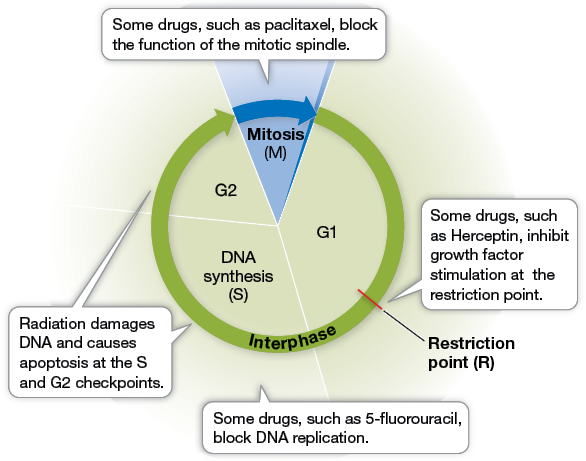 Some drugs, such as paclitaxel, block
the function of the mitotic spindle.
Mitosis
(M)
G2
G1
DNA
synthesis
(S)
Interphase
Some drugs, such
as Herceptin, inhibit
growth factor
stimulation at the
restriction point.
Restriction
point (R)
Radiation damages
DNA and causes
apoptosis at the S
and G2 checkpoints.
Some drugs, such as 5-fluorouracil,
block DNA replication.